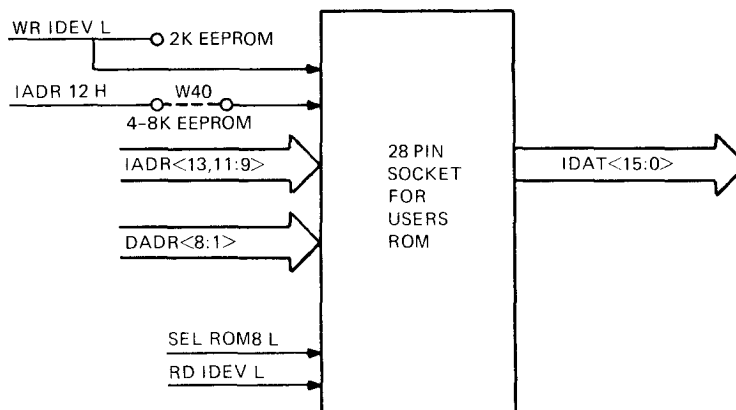 WR IDEV L
2K EEPROM
IADR 12 H
W40
4-8K EEPROM
IADR<13,11:9>
DADR<8:1>
SEL ROM8 L
RD IDEV L
28 PIN
SOCKET
FOR
USERS
ROM
IDAT<15:0>